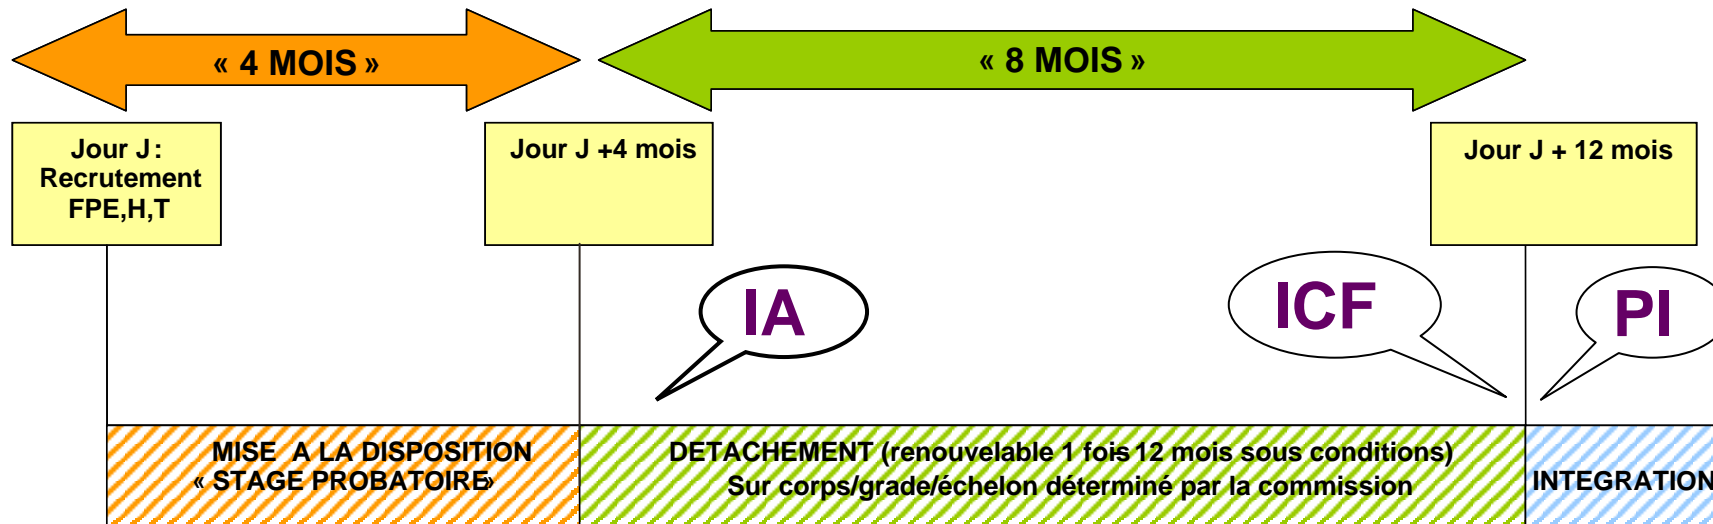 « 4 MOIS »
« 8 MOIS »
Jour J :
Recrutement
FPE,H,T
Jour J +4 mois
Jour J + 12 mois
IA
ICF
PI
MISE A LA DISPOSITION
« STAGE PROBATOIRE»
DETACHEMENT (renouvelable 1 fois 12 mois sous conditions)
Sur corps/grade/échelon déterminé par la commission
INTEGRATION